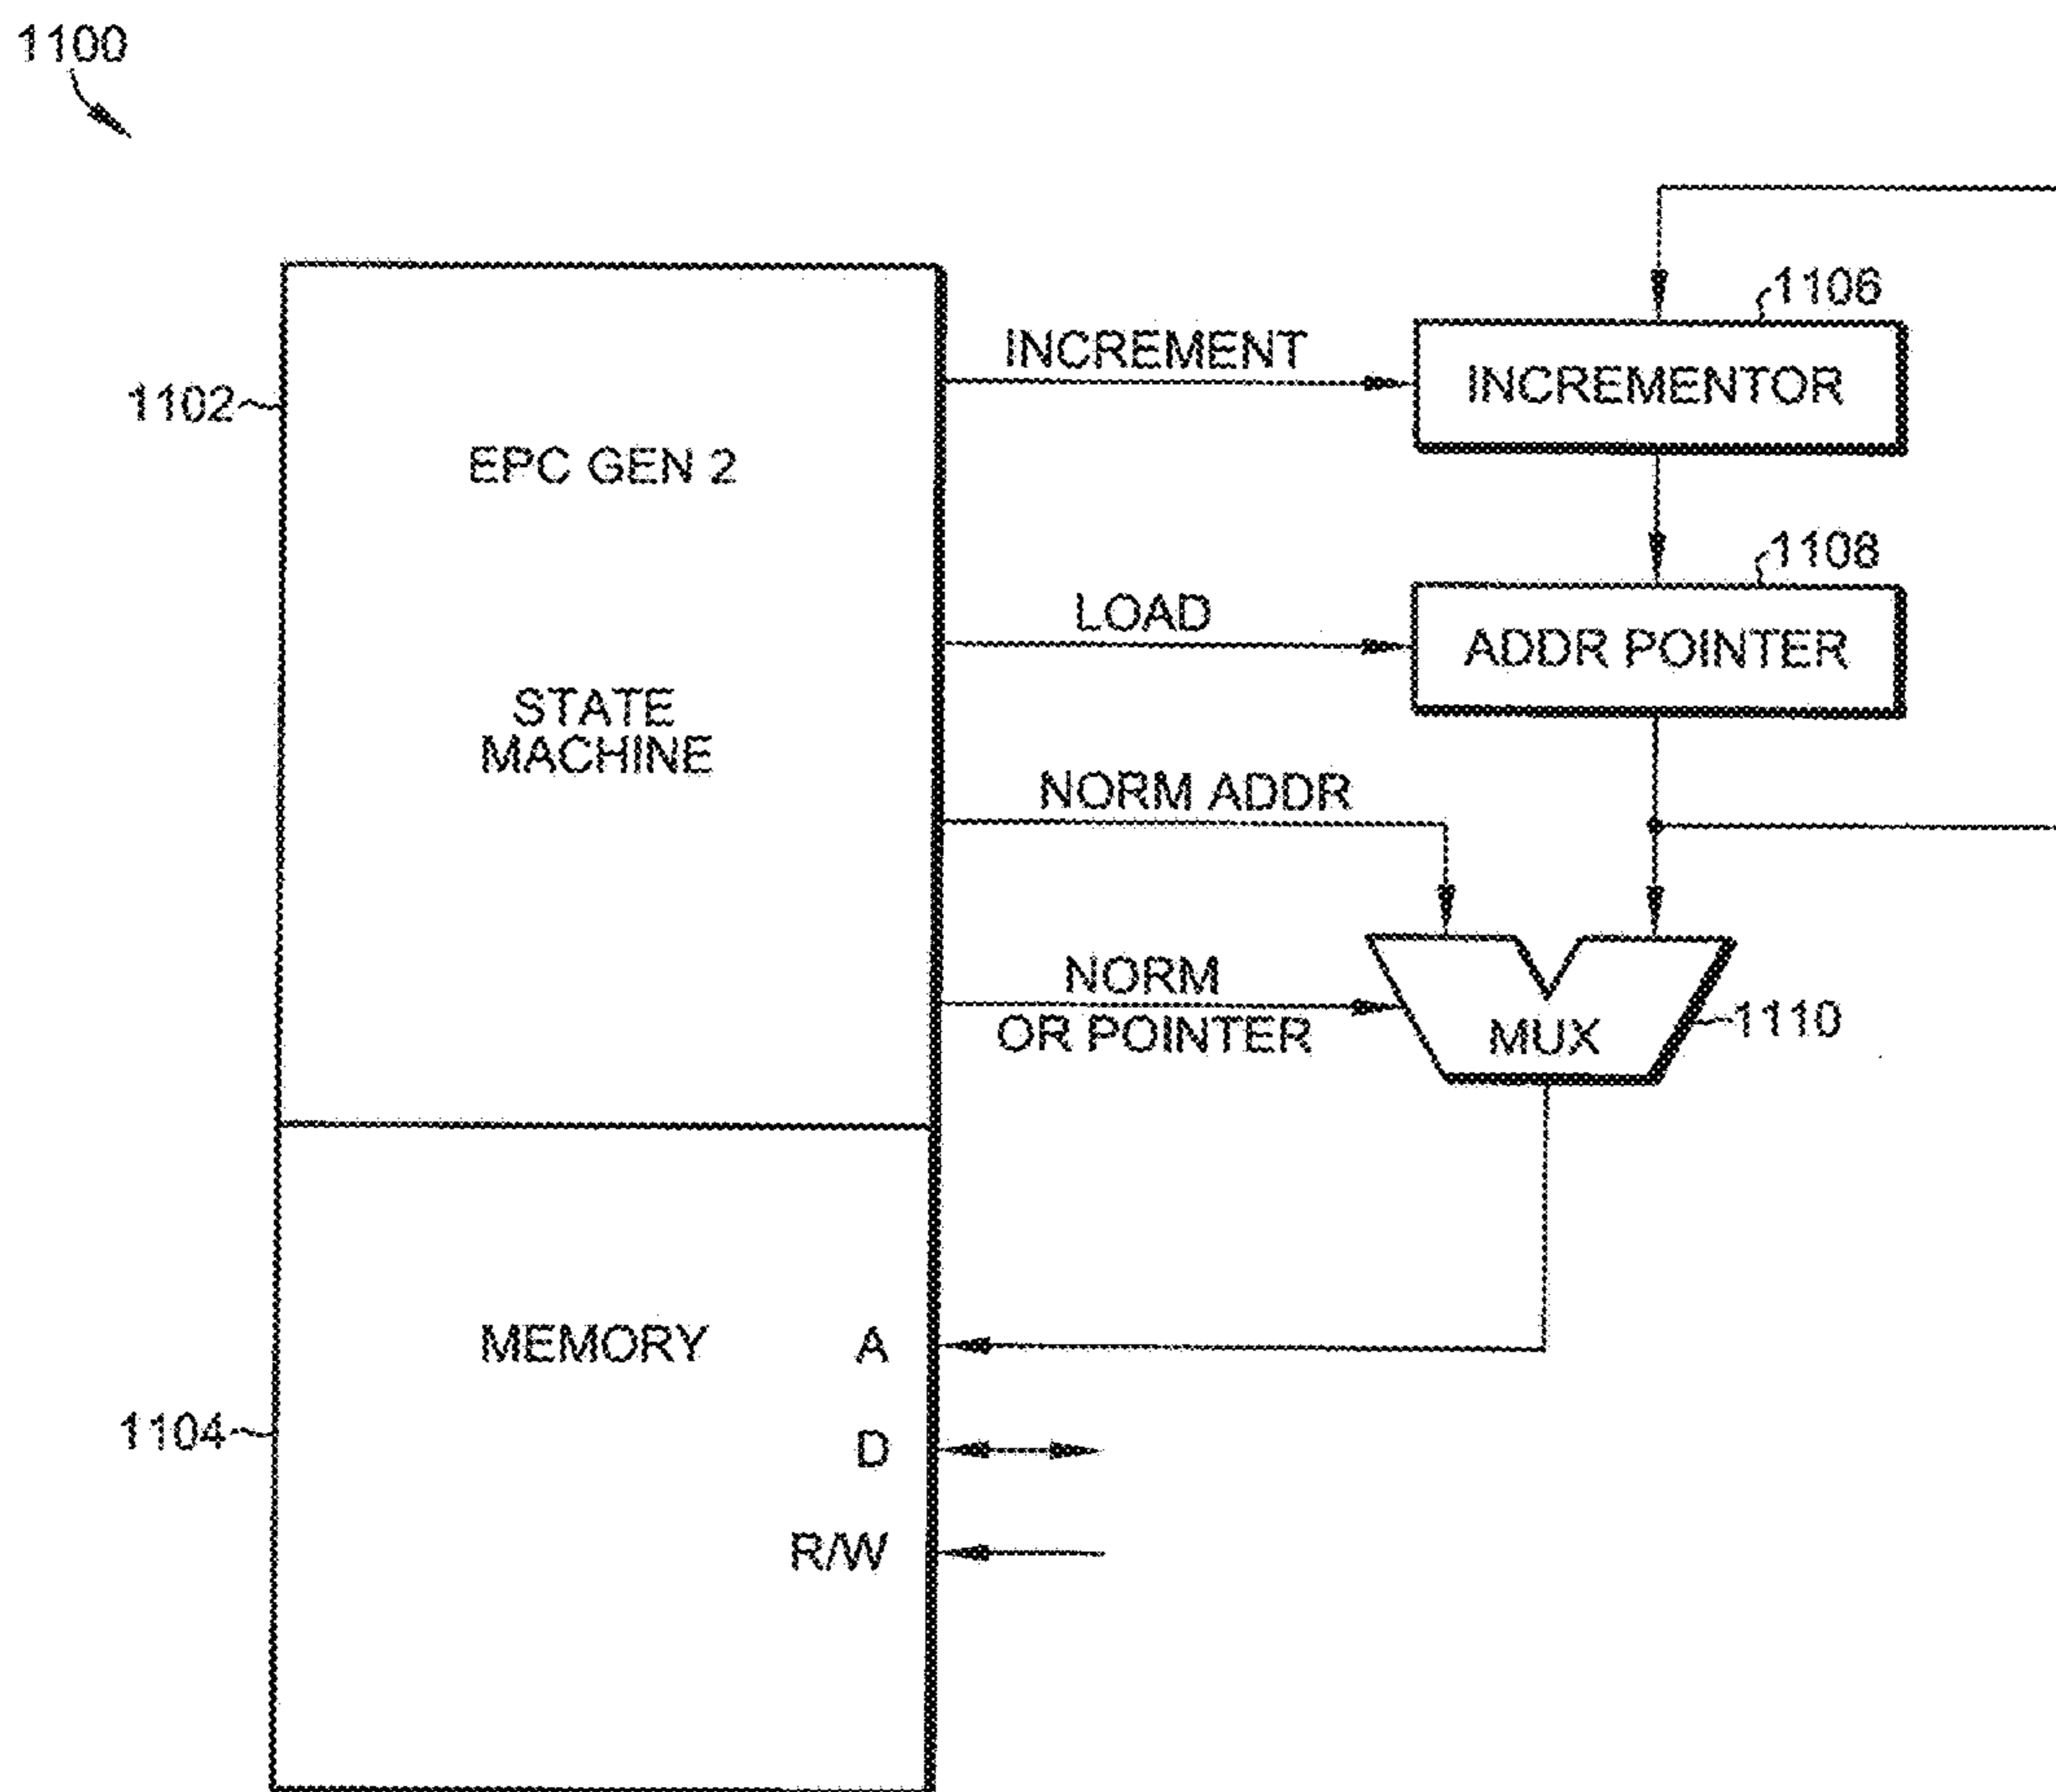 1100
1106
INCREMENT
INCREMENTOR
1102
EPC GEN 2
1108
LOAD
ADDR POINTER
STATE
MACHINE
NORM ADDR
NORM
OR POINTER
MUX
1110
MEMORY
A
1104
D
R/W